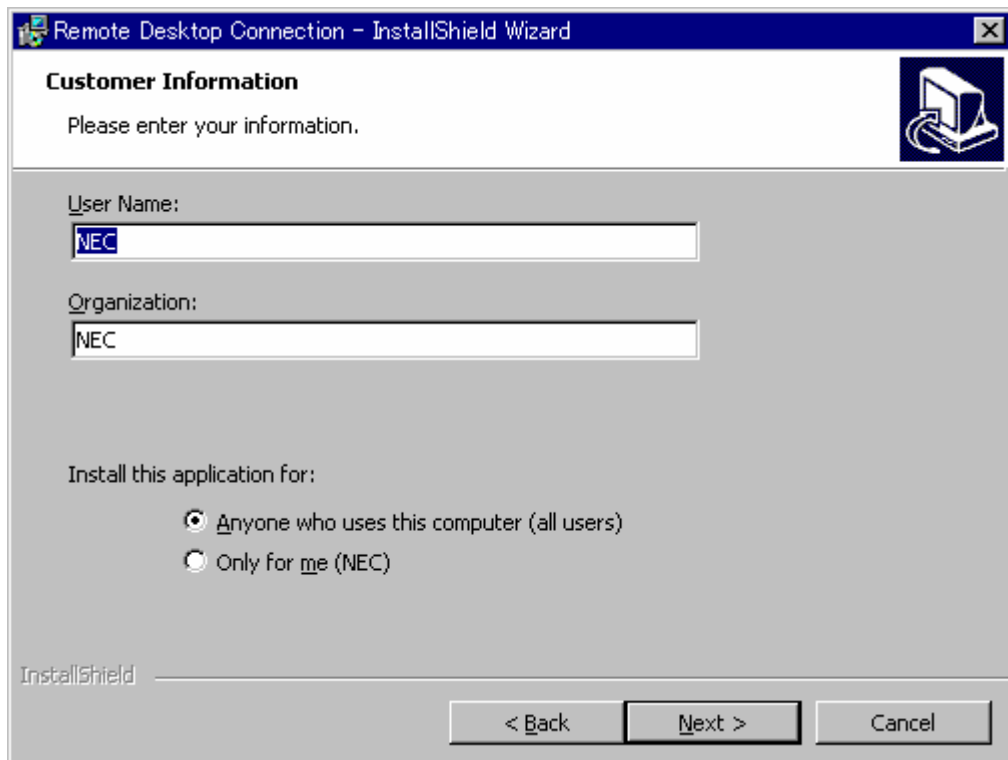 Remote Desktop Connection - InstallShield Wizard
Customer Information
Please enter your information.
User Name:
NEC
Organization:
NEC
Install this application for:
Anyone who uses this computer (all users)
Only for me (NEC)
InstallShield
< Back Next > Cancel